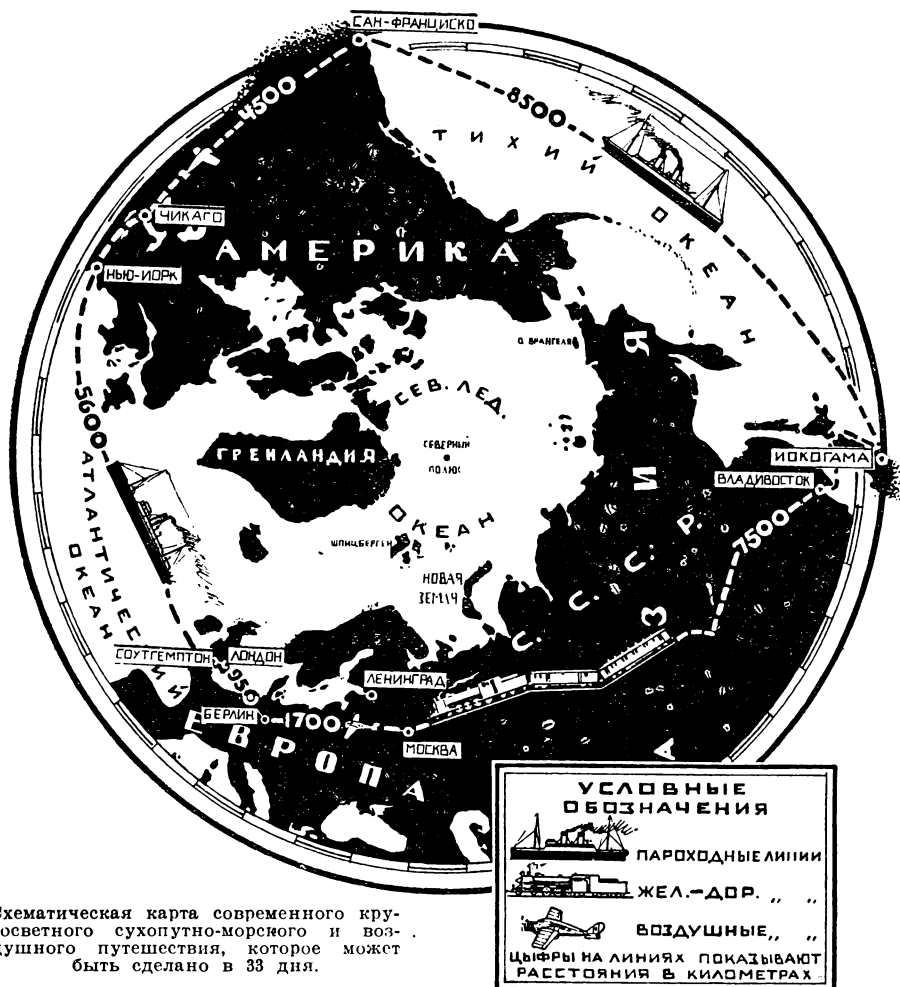 САН-ФРАНЦИСКО
4500
8500
ТИХИЙ
ОКЕАН
ЧИКАГО
АМЕРИКА
НЬЮ-ИОРК
О. ВРАНГЕЛЯ
5600
АТЛАНТИЧЕСКИЙ
ОКЕАН
СЕВ. ЛЕД.
ОКЕАН
ГРЕНЛАНДИЯ
СЕВЕРНЫЙ
ПОЛЮС
ИОКОГАМА
ВЛАДИВОСТОК
7500
ШПИЦБЕРГЕН
НОВАЯ
ЗЕМЛЯ
С. С. С. Р.
АЗИЯ
СОУТГЕМПТОН
ЛОНДОН
950
ЛЕНИНГРАД
БЕРЛИН
1700
МОСКВА
ЕВРОПА
УСЛОВНЫЕ
ОБОЗНАЧЕНИЯ
ПАРОХОДНЫЕ ЛИНИИ
ЖЕЛ.-ДОР. „ „
ВОЗДУШНЫЕ „ „
ЦЫФРЫ НА ЛИНИЯХ ПОКАЗЫВАЮТ
РАССТОЯНИЯ В КИЛОМЕТРАХ
Схематическая карта современного кру-
госветного сухопутно-морского и воз-
душного путешествия, которое может
быть сделано в 33 дня.